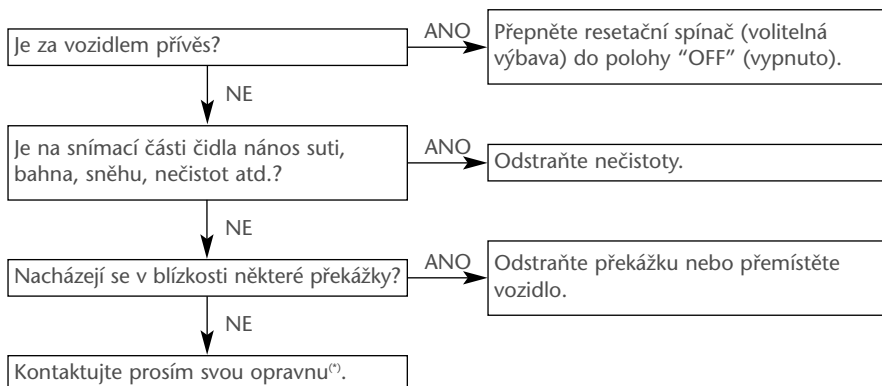 Je za vozidlem přívěs?
ANO
Přepněte resetační spínač (volitelná
výbava) do polohy “OFF” (vypnuto).
NE
Je na snímací části čidla nános suti,
bahna, sněhu, nečistot atd.?
ANO
Odstraňte nečistoty.
NE
Nacházejí se v blízkosti některé překážky?
ANO
Odstraňte překážku nebo přemístěte
vozidlo.
NE
Kontaktujte prosím svou opravnu(*).